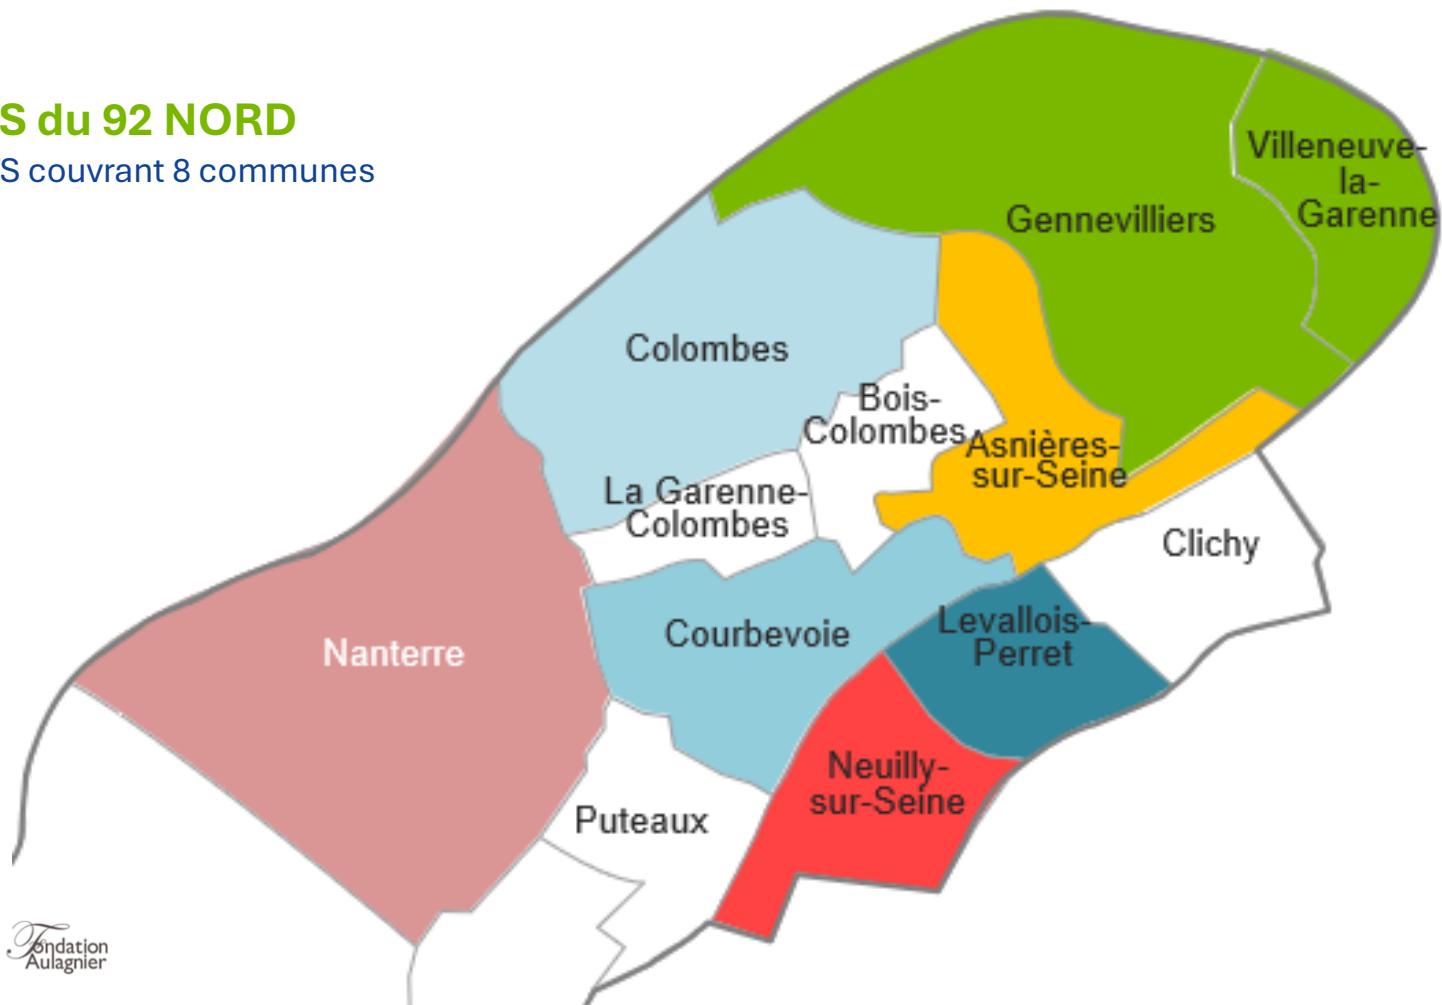 S du 92 NORD
S couvrant 8 communes
Villeneuve-
la-
Garenne
Gennevilliers
Colombes
Bois-
Colombes
Asnières-
sur-Seine
La Garenne-
Colombes
Clichy
Courbevoie
Levallois-
Perret
Nanterre
Neuilly-
sur-Seine
Puteaux
Fondation
Aulagnier